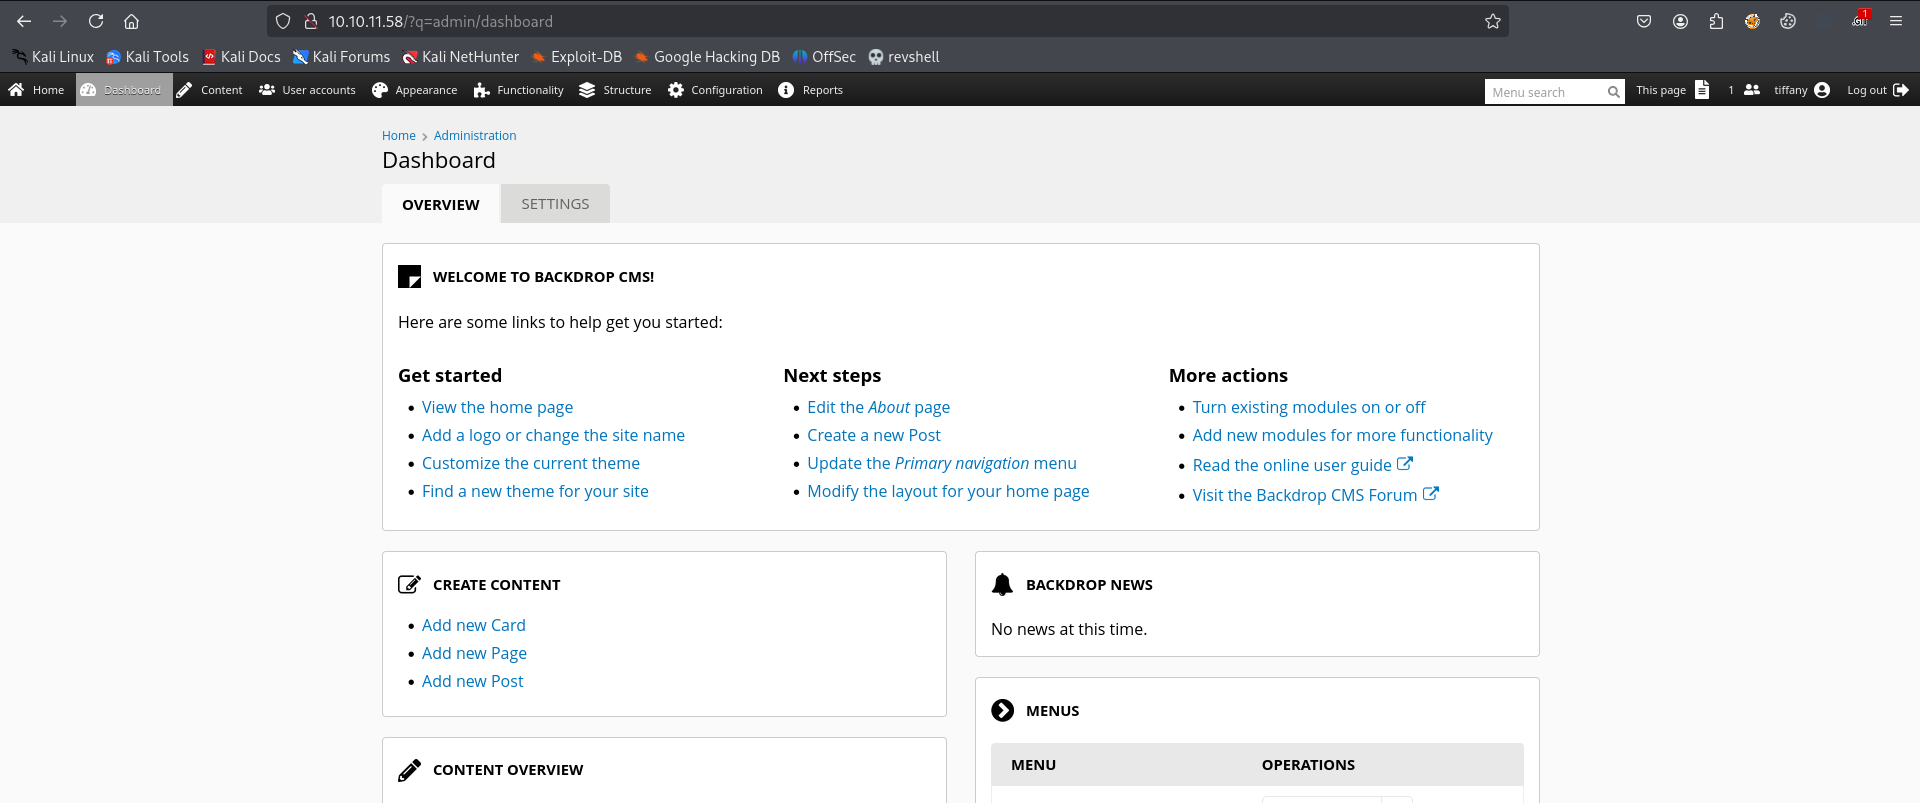 10.10.11.58/?q=admin/dashboard
Kali Linux Kali Tools Kali Docs Kali Forums Kali NetHunter Exploit-DB Google Hacking DB OffSec revshell
Home Dashboard Content User accounts Appearance Functionality Structure Configuration Reports Menu search This page 1 tiffany Log out
Home > Administration
Dashboard
OVERVIEW SETTINGS
WELCOME TO BACKDROP CMS!
Here are some links to help get you started:
Get started
• View the home page
• Add a logo or change the site name
• Customize the current theme
• Find a new theme for your site
Next steps
• Edit the About page
• Create a new Post
• Update the Primary navigation menu
• Modify the layout for your home page
More actions
• Turn existing modules on or off
• Add new modules for more functionality
• Read the online user guide
• Visit the Backdrop CMS Forum
CREATE CONTENT
• Add new Card
• Add new Page
• Add new Post
CONTENT OVERVIEW
BACKDROP NEWS
No news at this time.
MENUS
MENU OPERATIONS